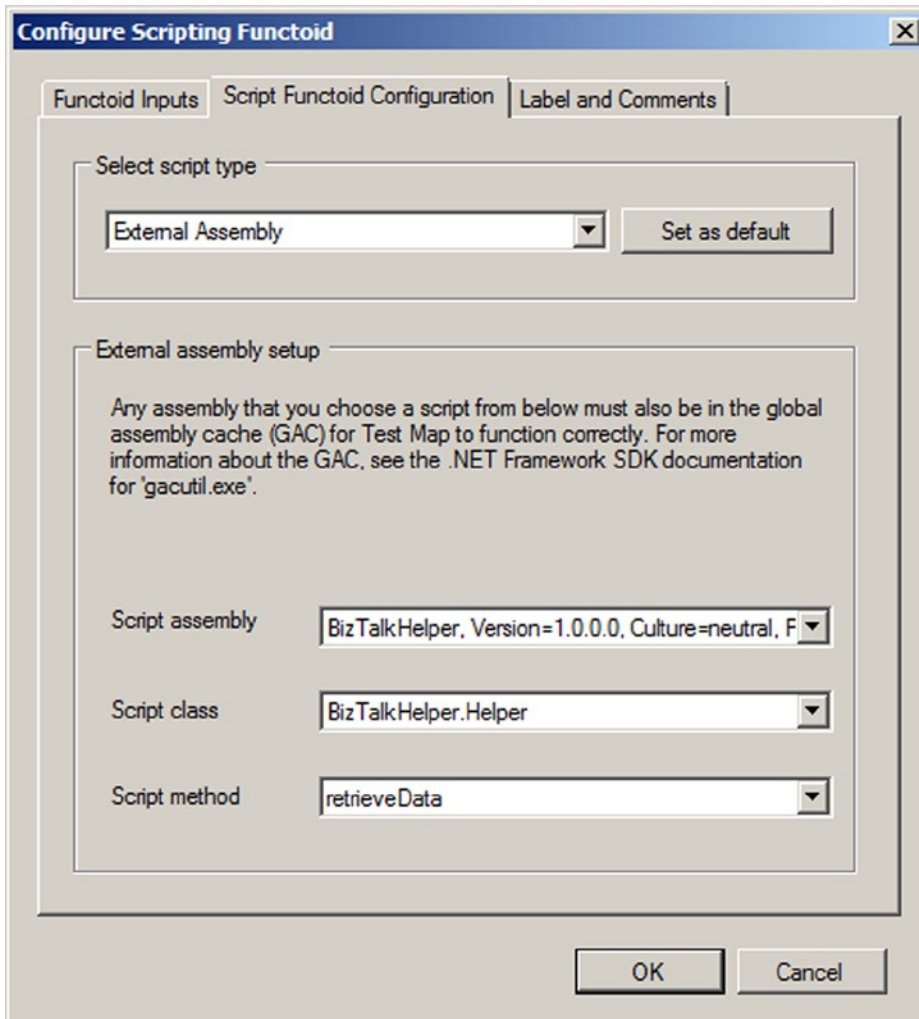 Configure Scripting Functoid
Functoid Inputs
Script Functoid Configuration
Label and Comments
Select script type
External Assembly
Set as default
External assembly setup
Any assembly that you choose a script from below must also be in the global
assembly cache (GAC) for Test Map to function correctly. For more
information about the GAC, see the .NET Framework SDK documentation
for 'gacutil.exe'.
Script assembly
BizTalkHelper, Version=1.0.0.0, Culture=neutral, F
Script class
BizTalkHelper.Helper
Script method
retrieveData
OK
Cancel